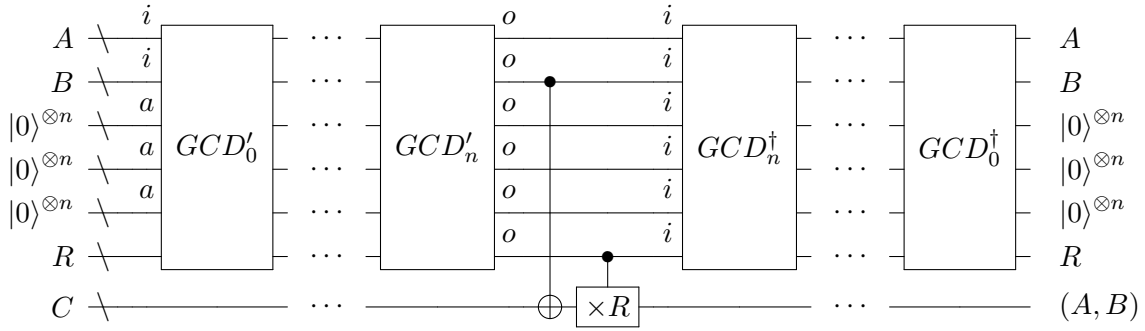 i o i
A ... ... ... A
i o i
B ... ... ... B
a o i
|0⟩^{⊗n} ... ... ... |0⟩^{⊗n}
GCD′_0 GCD′_n GCD^†_n GCD^†_0
a o i
|0⟩^{⊗n} ... ... ... |0⟩^{⊗n}
a o i
|0⟩^{⊗n} ... ... ... |0⟩^{⊗n}
o i
R ... ... ... R
C ... ×R ... (A, B)